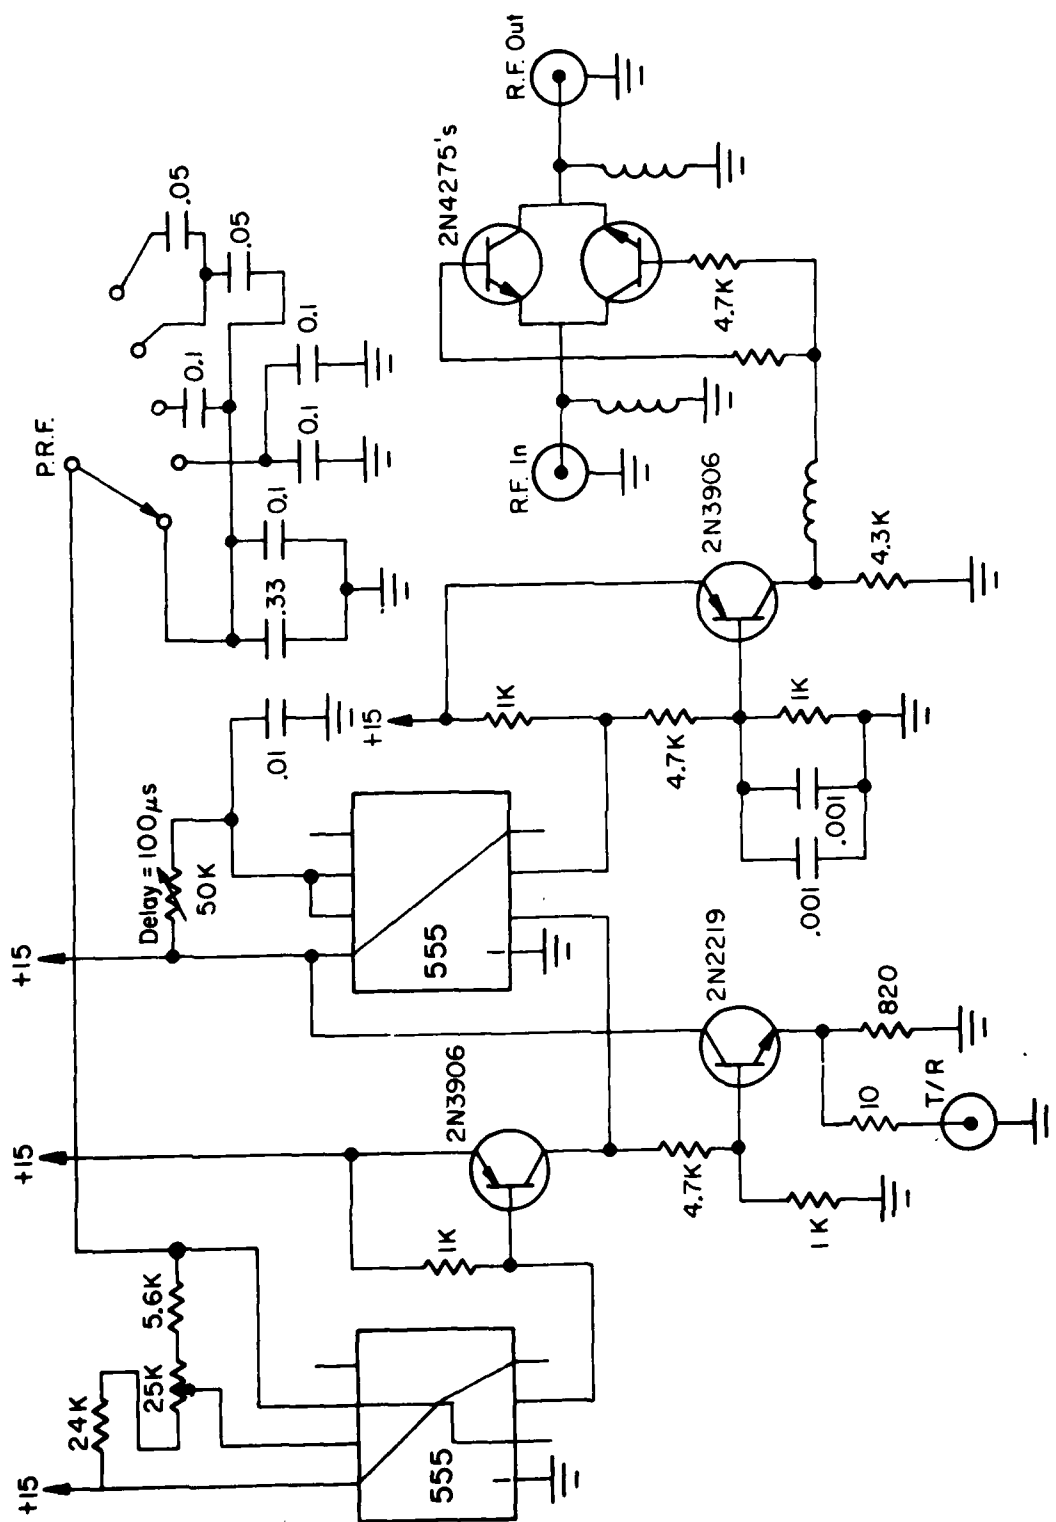 R.F. Out
2N4275's
.05
.05
0.1
0.1
0.1
0.1
.33
P.R.F.
4.7K
R.F. In
2N3906
4.3K
+15
1K
.01
4.7K
1K
.001
.001
Delay = 100μs
50K
+15
555
2N2219
820
10
T/R
+15
2N3906
1K
4.7K
1K
5.6K
25K
24K
+15
555